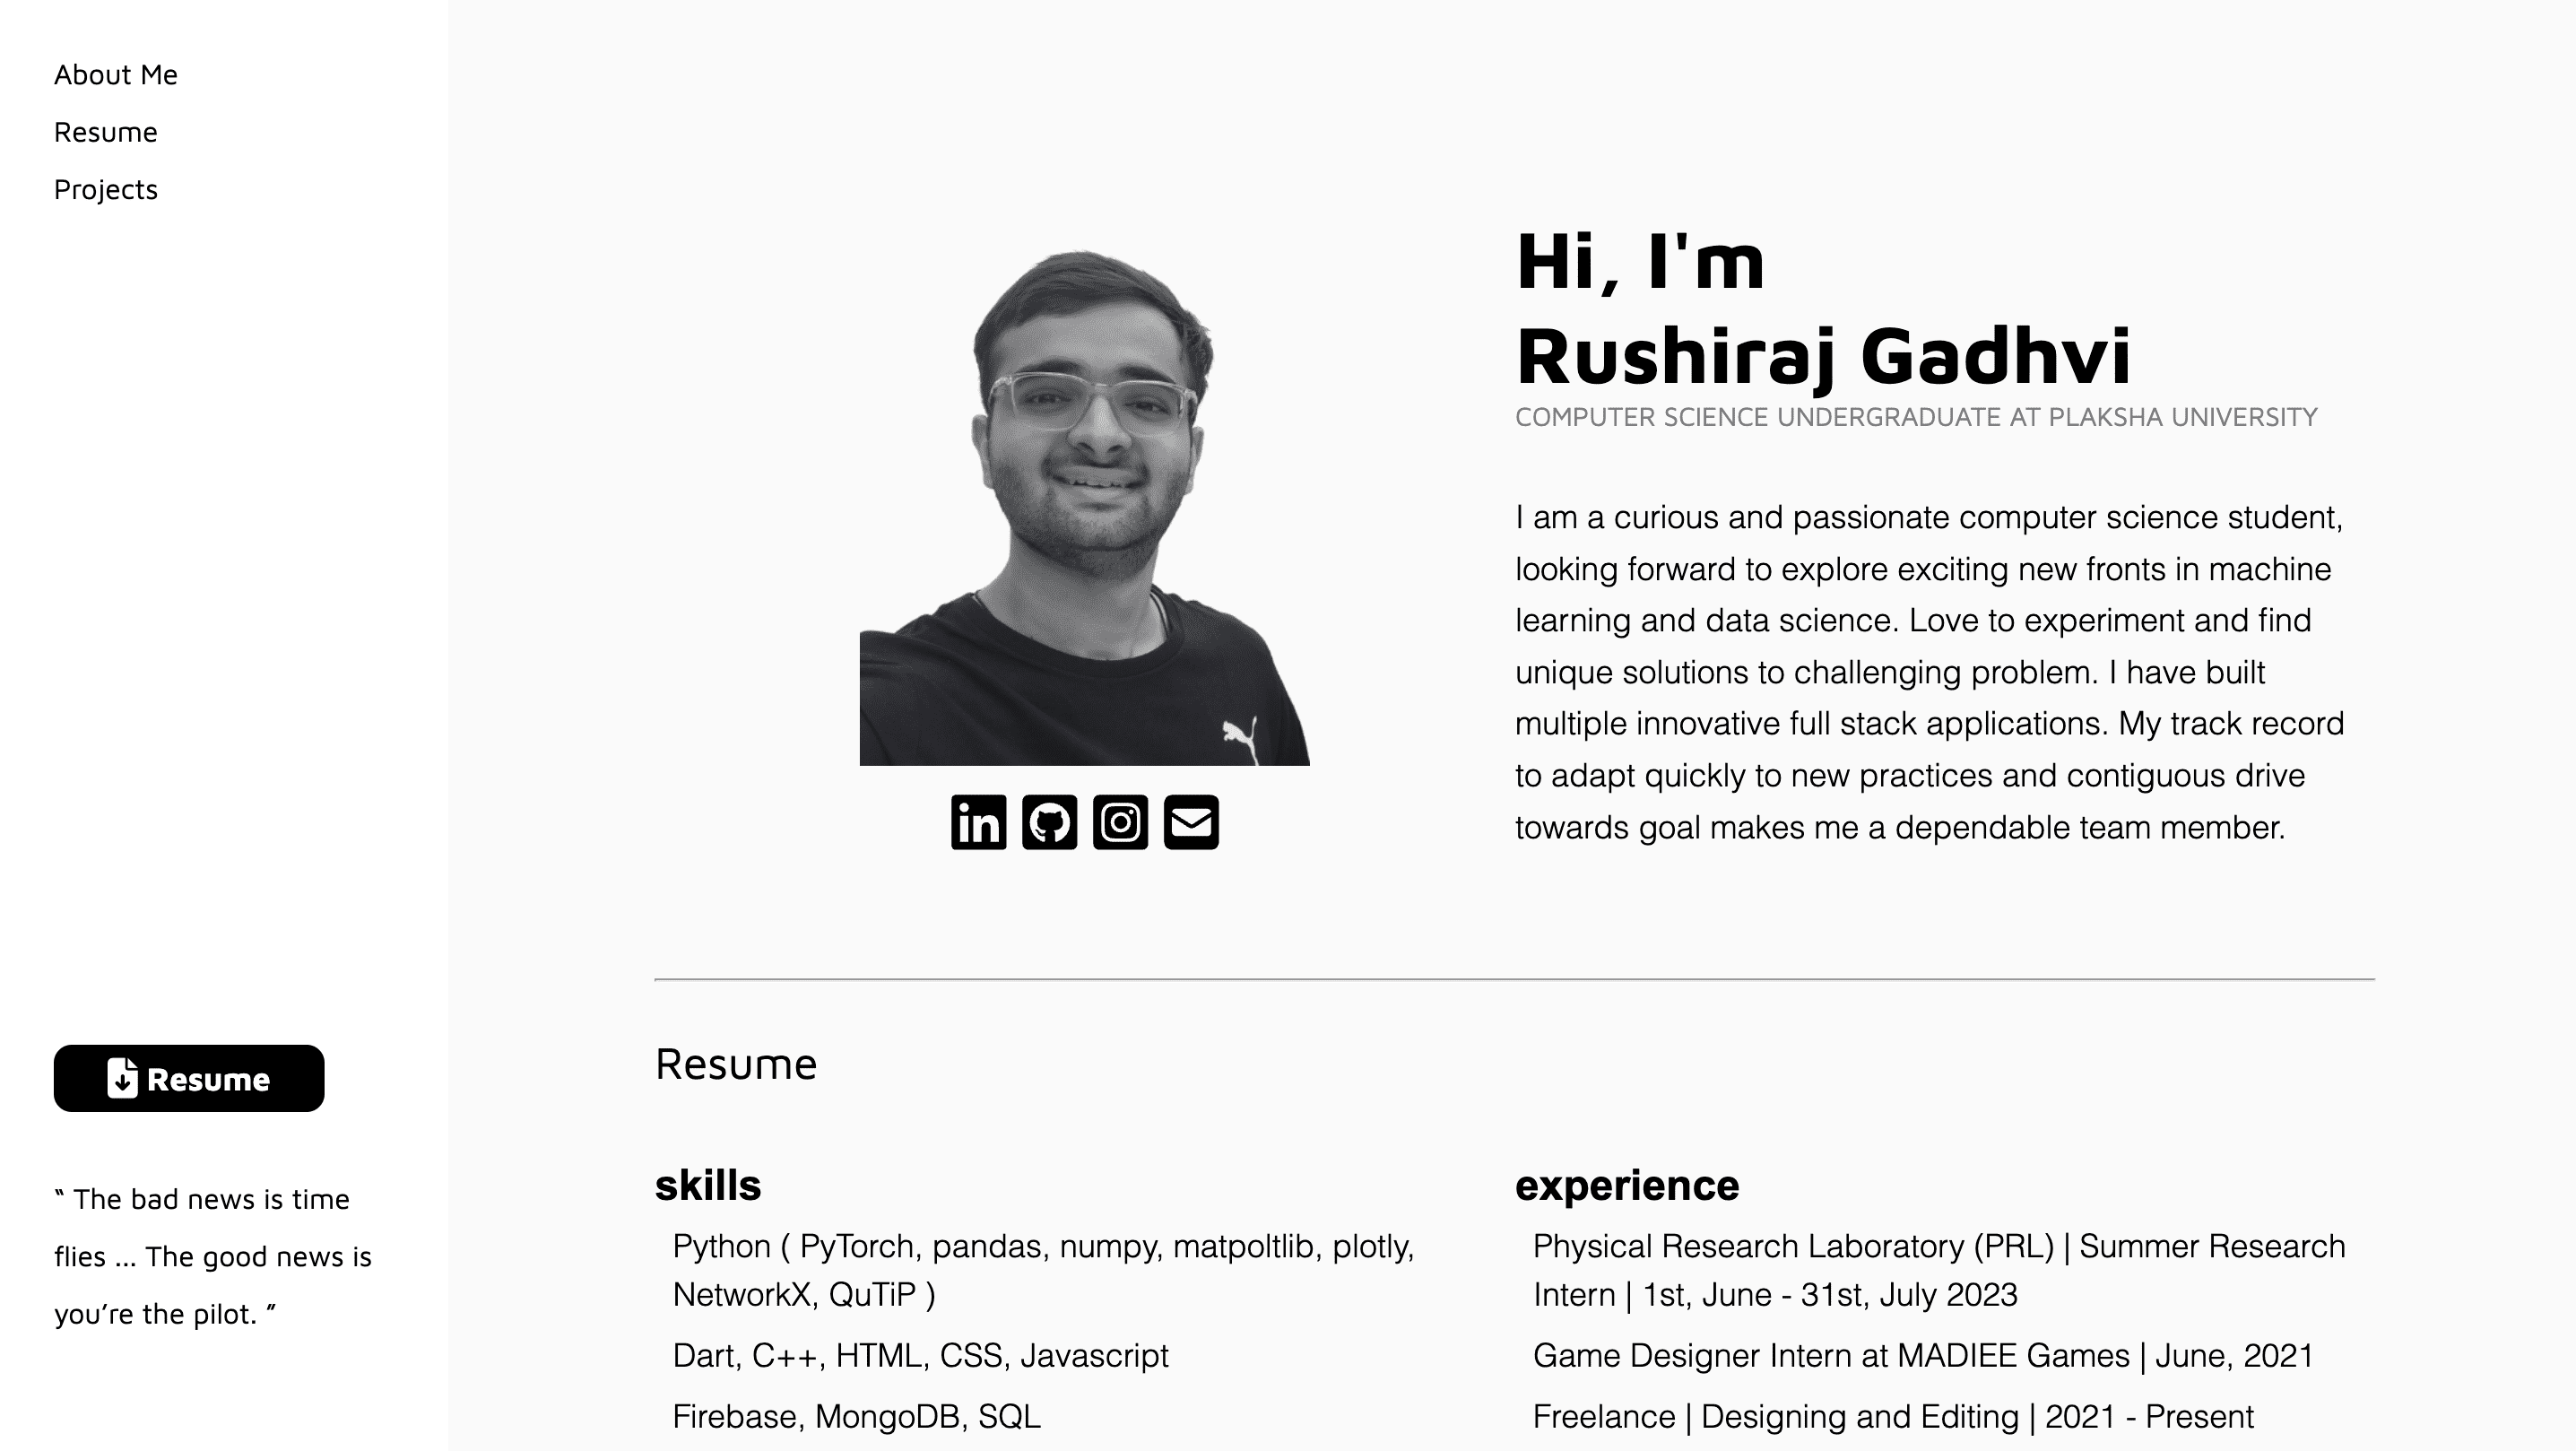 About Me
Resume
Projects
Hi, I'm
Rushiraj Gadhvi
COMPUTER SCIENCE UNDERGRADUATE AT PLAKSHA UNIVERSITY
I am a curious and passionate computer science student,
looking forward to explore exciting new fronts in machine
learning and data science. Love to experiment and find
unique solutions to challenging problem. I have built
multiple innovative full stack applications. My track record
to adapt quickly to new practices and contiguous drive
towards goal makes me a dependable team member.
in
Resume
“ The bad news is time
flies ... The good news is
you’re the pilot. ”
Resume
skills
Python ( PyTorch, pandas, numpy, matpoltlib, plotly,
NetworkX, QuTiP )
Dart, C++, HTML, CSS, Javascript
Firebase, MongoDB, SQL
experience
Physical Research Laboratory (PRL) | Summer Research
Intern | 1st, June - 31st, July 2023
Game Designer Intern at MADIEE Games | June, 2021
Freelance | Designing and Editing | 2021 - Present